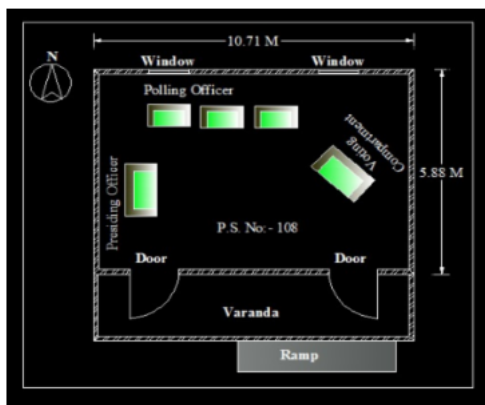 10.71 M
N
Window
Window
Polling Officer
Voting
Compartment
5.88 M
Presiding Officer
P.S. No:- 108
Door
Door
Varanda
Ramp